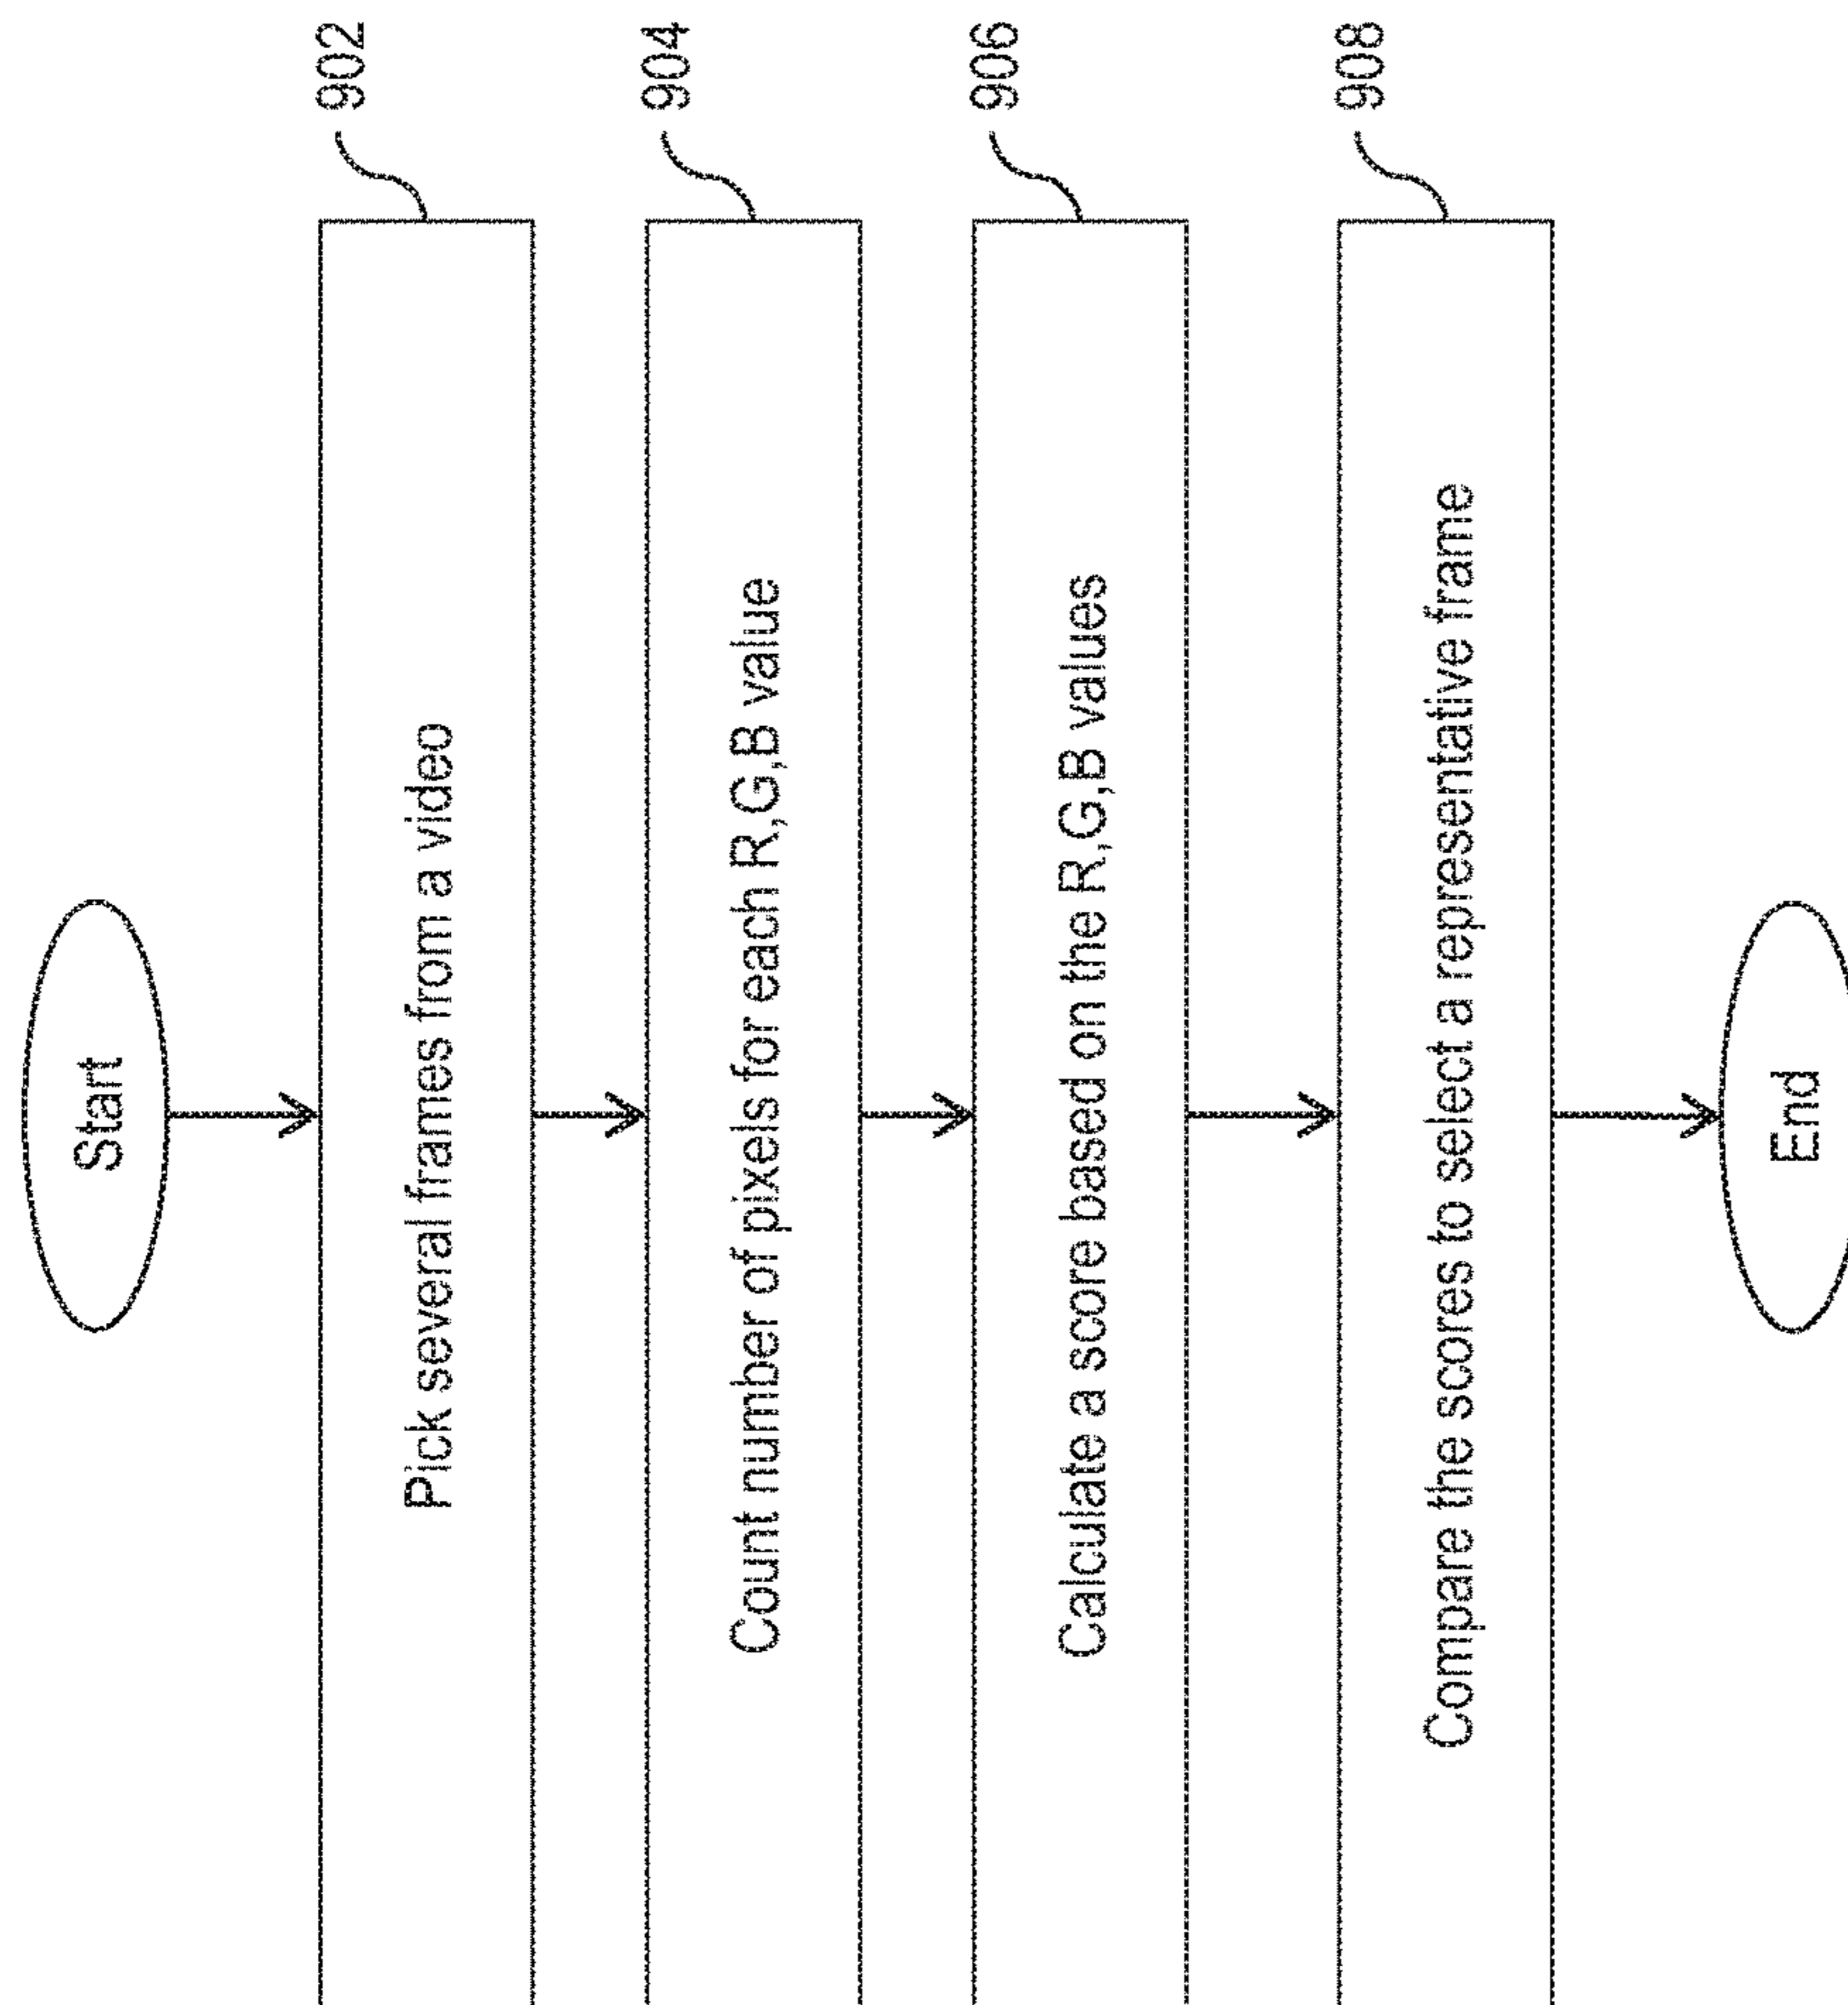 Start
902
Pick several frames from a video
904
Count number of pixels for each R,G,B value
906
Calculate a score based on the R,G,B values
908
Compare the scores to select a representative frame
End